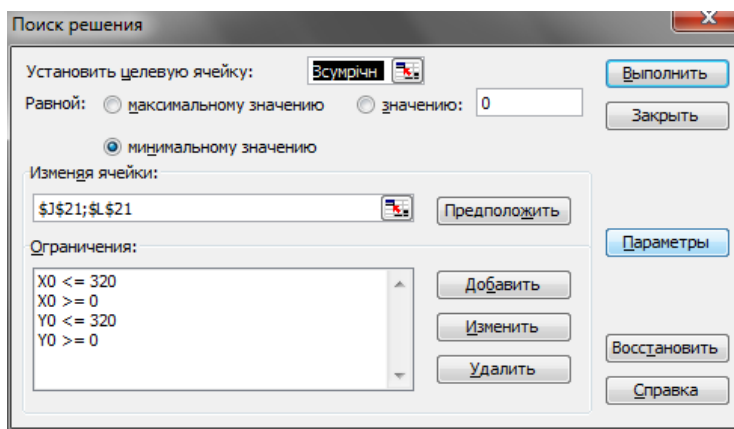 Поиск решения
X
Установить целевую ячейку: Всумрічн
Выполнить
Равной: максимальному значению значению: 0
Закрыть
минимальному значению
Изменяя ячейки:
$J$21;$L$21
Предположить
Параметры
Ограничения:
X0 <= 320
X0 >= 0
Y0 <= 320
Y0 >= 0
Добавить
Изменить
Удалить
Восстановить
Справка